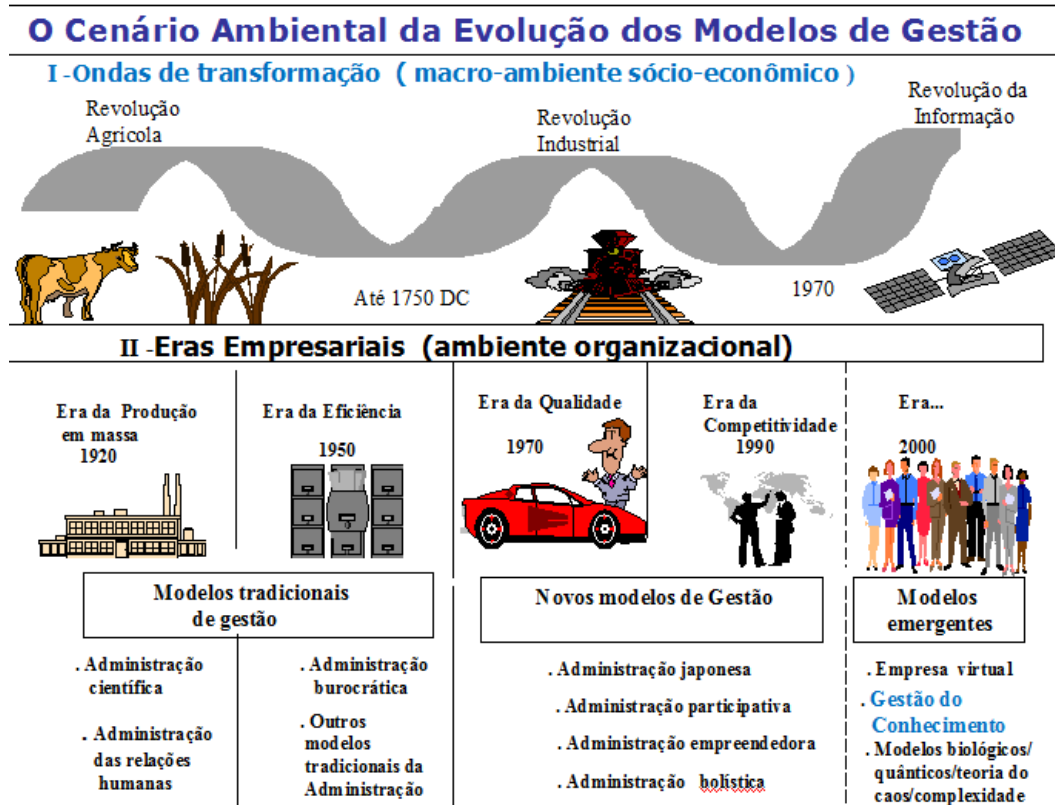 O Cenário Ambiental da Evolução dos Modelos de Gestão
I -Ondas de transformação ( macro-ambiente sócio-econômico )
Revolução
Agricola
Revolução
Industrial
Revolução da
Informação
Até 1750 DC
1970
II -Eras Empresariais (ambiente organizacional)
Era da Produção
em massa
1920
Era da Eficiência
1950
Era da Qualidade
1970
Era da
Competitividade
1990
Era...
2000
Modelos tradicionais
de gestão
Novos modelos de Gestão
Modelos
emergentes
. Administração
científica
. Administração
das relações
humanas
. Administração
burocrática
. Outros
modelos
tradicionais da
Administração
. Administração japonesa
. Administração participativa
. Administração empreendedora
. Administração holística
. Empresa virtual
. Gestão do
Conhecimento
. Modelos biológicos/
quânticos/teoria do
caos/complexidade